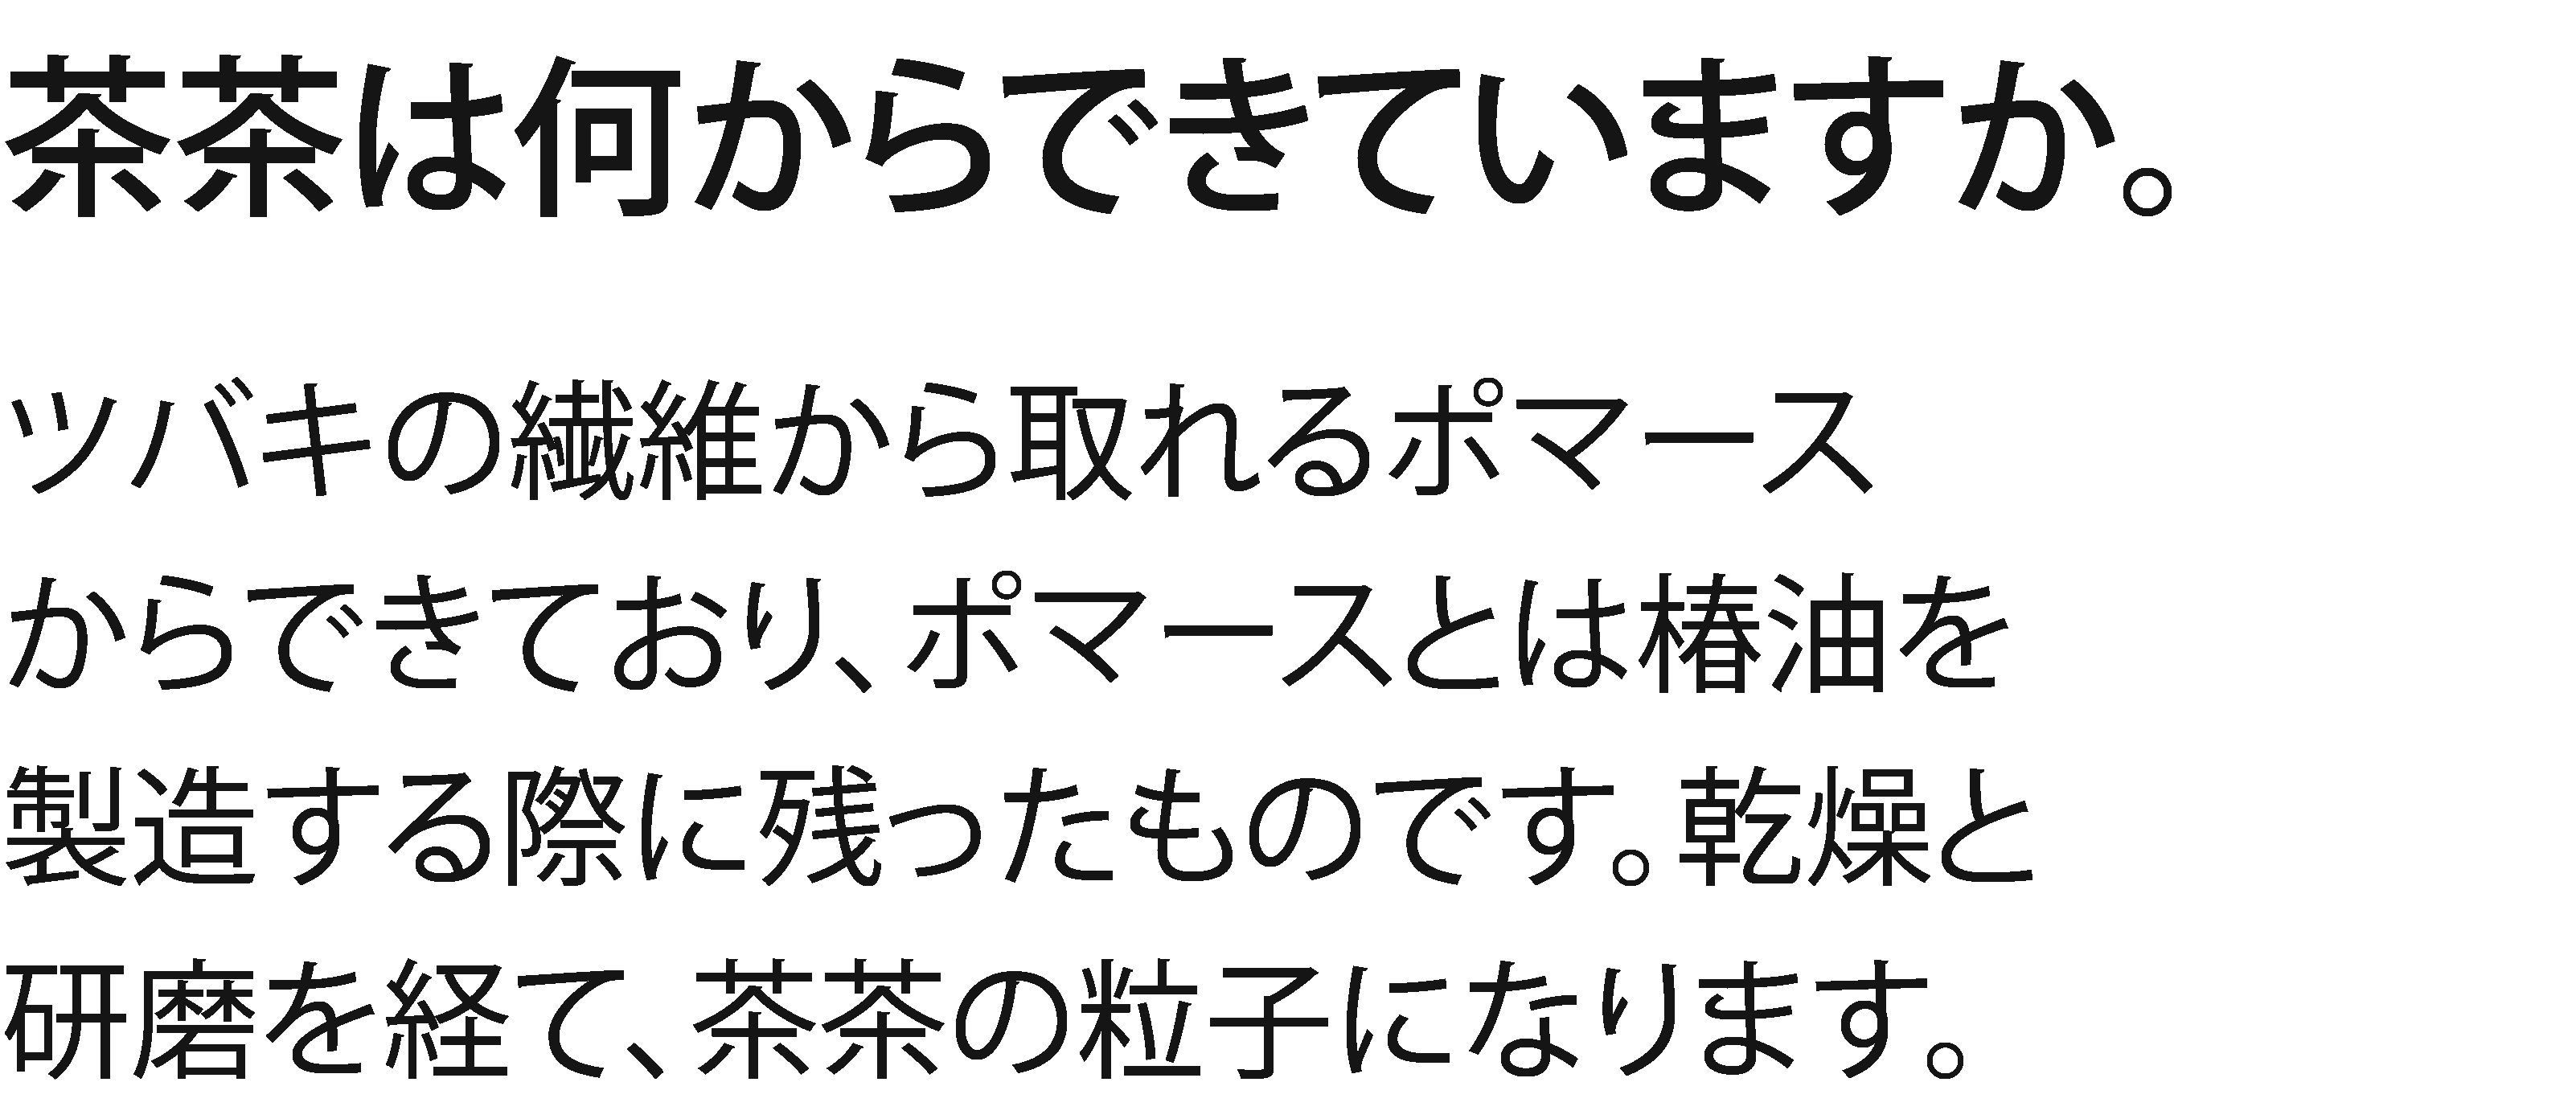 茶茶は何からできていますか。
ツバキの繊維から取れるポマース
からできており、ポマースとは椿油を
製造する際に残ったものです。乾燥と
研磨を経て、茶茶の粒子になります。